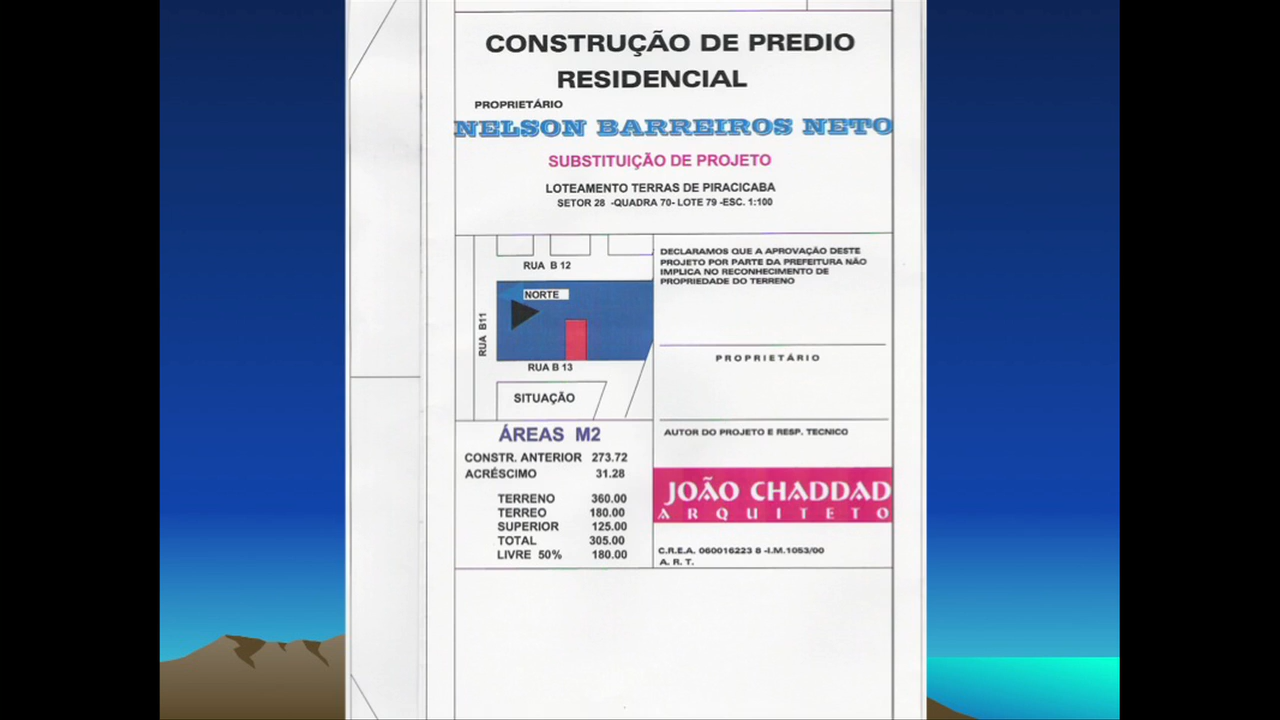 CONSTRUÇÃO DE PREDIO
RESIDENCIAL
PROPRIETÁRIO
NELSON BARREIROS NETO
SUBSTITUIÇÃO DE PROJETO
LOTEAMENTO TERRAS DE PIRACICABA
SETOR 28 -QUADRA 70- LOTE 79 -ESC. 1:100
RUA B 12
NORTE
RUA B11
RUA B 13
SITUAÇÃO
ÁREAS M2
CONSTR. ANTERIOR 273.72
ACRÉSCIMO 31.28
TERRENO 360.00
TERREO 180.00
SUPERIOR 125.00
TOTAL 305.00
LIVRE 50% 180.00
DECLARAMOS QUE A APROVAÇÃO DESTE
PROJETO POR PARTE DA PREFEITURA NÃO
IMPLICA NO RECONHECIMENTO DE
PROPRIEDADE DO TERRENO
PROPRIETÁRIO
AUTOR DO PROJETO E RESP. TECNICO
JOÃO CHADDAD
ARQUITETO
C.R.E.A. 060016223 8 -I.M.1053/00
A. R. T.